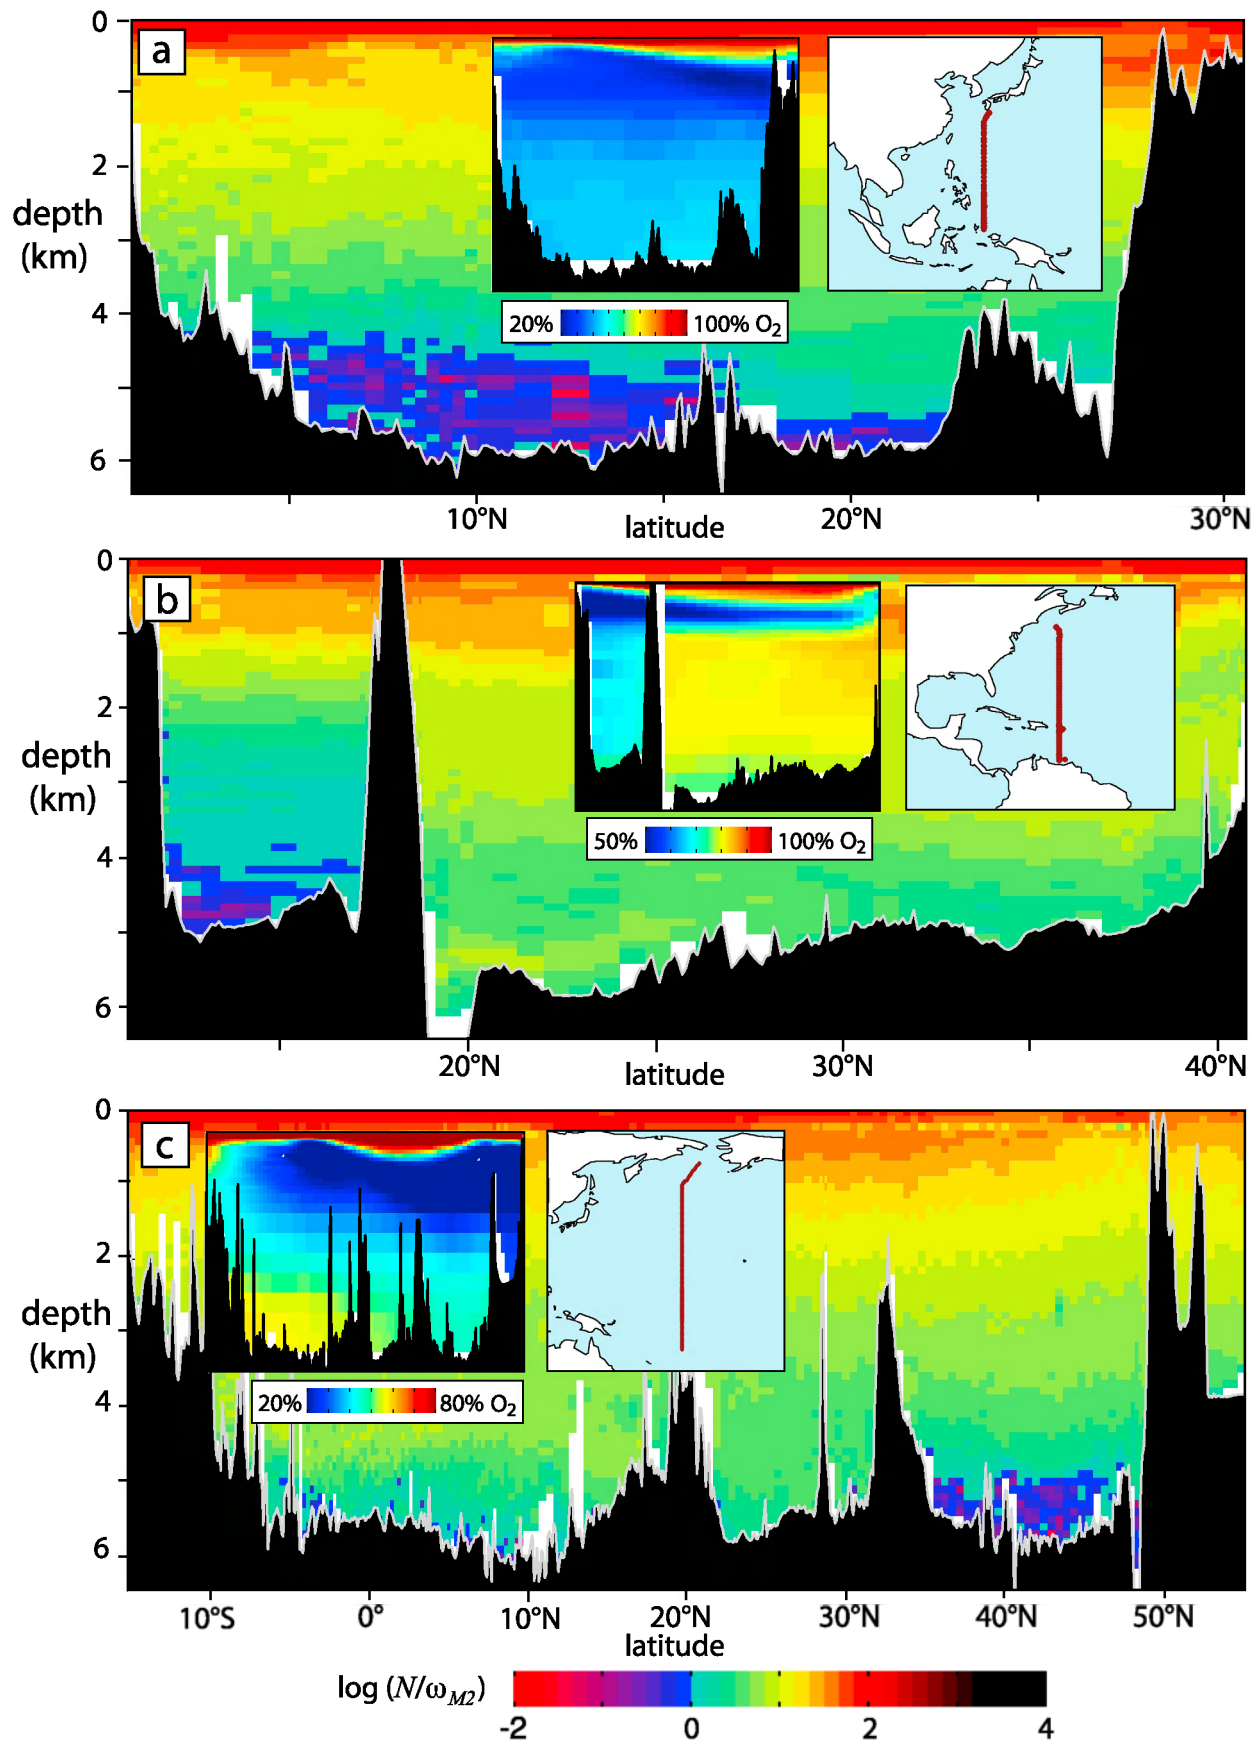 0
a
2
depth
(km)
4
20% 100% O2
6
10°N 20°N 30°N
latitude
0
b
2
depth
(km)
50% 100% O2
4
6
20°N 30°N 40°N
latitude
0
c
2
depth
(km)
4
20% 80% O2
6
10°S 0° 10°N 20°N 30°N 40°N 50°N
latitude
log (N/ωM2)
-2 0 2 4